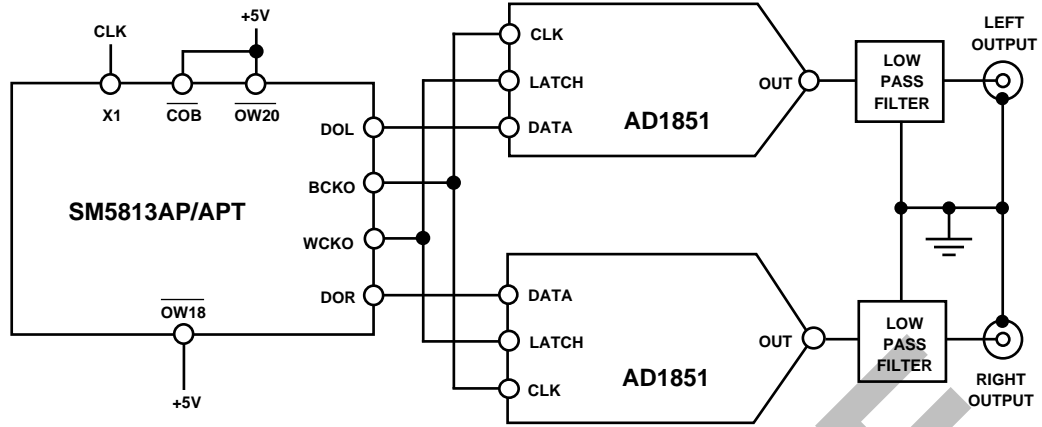 CLK
+5V
X1
COB
OW20
SM5813AP/APT
DOL
BCKO
WCKO
DOR
OW18
+5V
CLK
LATCH
DATA
AD1851
OUT
LOW
PASS
FILTER
LEFT
OUTPUT
DATA
LATCH
CLK
AD1851
OUT
LOW
PASS
FILTER
RIGHT
OUTPUT